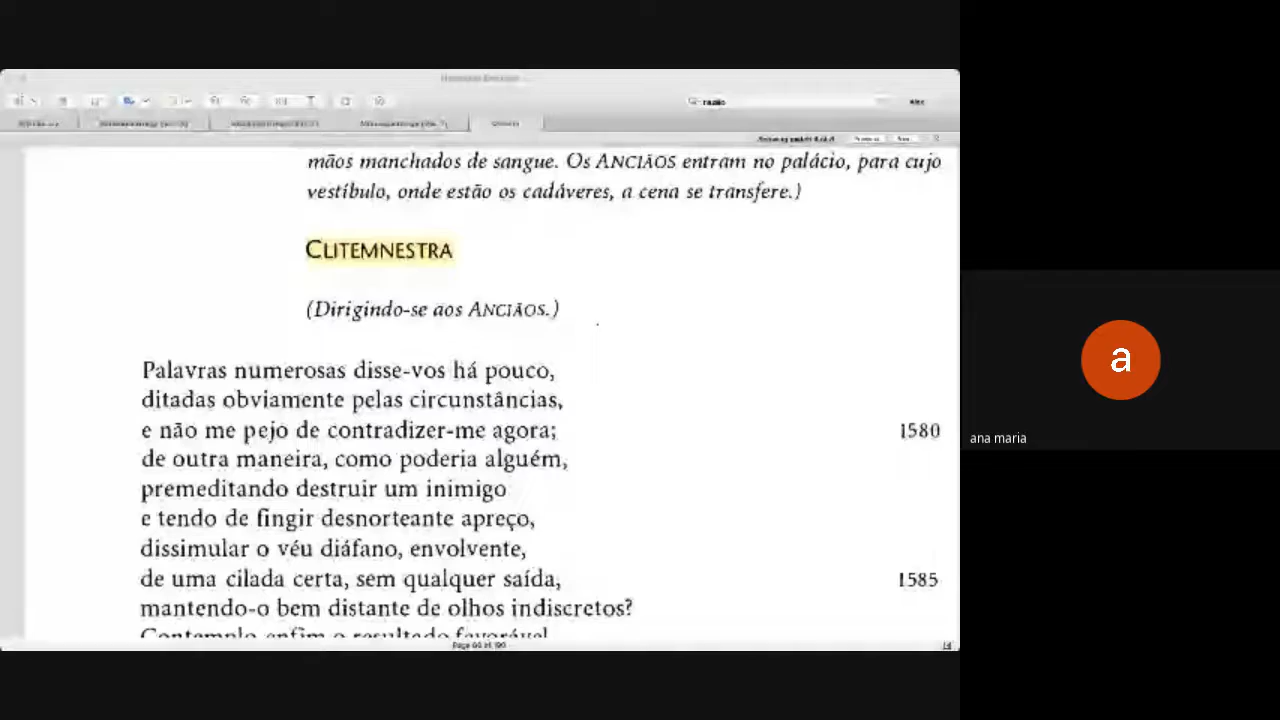 mãos manchados de sangue. Os ANCIÃOS entram no palácio, para cujo
vestíbulo, onde estão os cadáveres, a cena se transfere.)
CLITEMNESTRA
(Dirigindo-se aos ANCIÃOS.)
Palavras numerosas disse-vos há pouco,
ditadas obviamente pelas circunstâncias,
e não me pejo de contradizer-me agora; 1580
de outra maneira, como poderia alguém,
premeditando destruir um inimigo
e tendo de fingir desnorteante apreço,
dissimular o véu diáfano, envolvente,
de uma cilada certa, sem qualquer saída, 1585
mantendo-o bem distante de olhos indiscretos?
Contemplo enfim o resultado favorável
a
ana maria